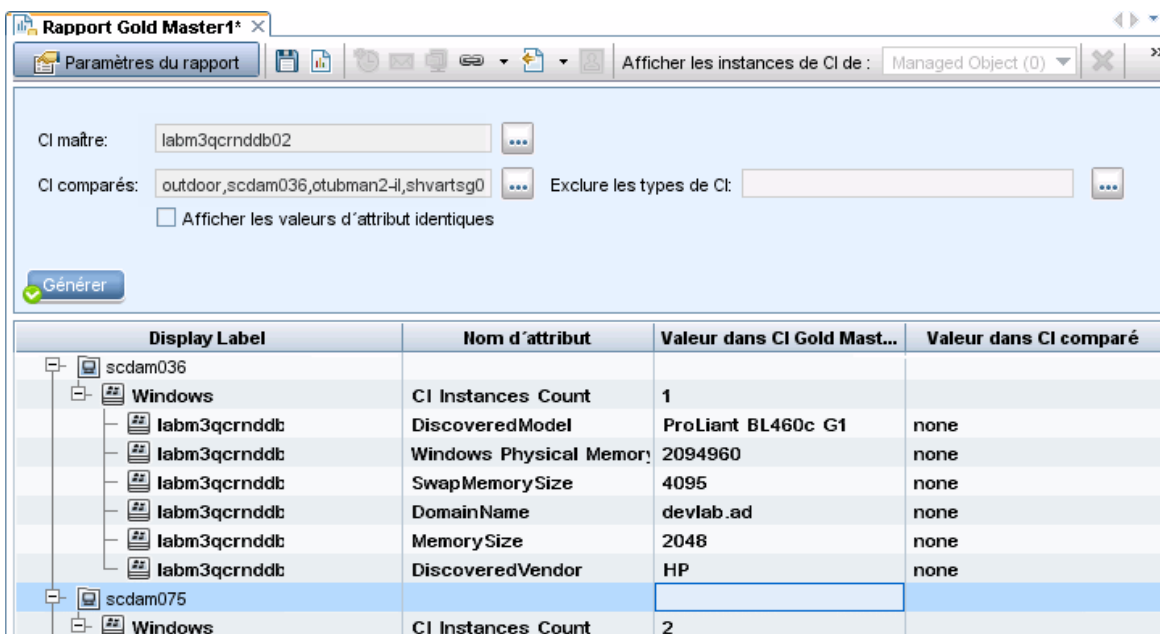 Rapport Gold Master1*
Paramètres du rapport Afficher les instances de CI de : Managed Object (0)
CI maître: labm3qcrnddb02
CI comparés: outdoor,scdam036,otubman2-il,shvartsg0 Exclure les types de CI:
Afficher les valeurs d´attribut identiques
Générer
Display Label Nom d´attribut Valeur dans CI Gold Mast... Valeur dans CI comparé
scdam036
Windows CI Instances Count 1
labm3qcrnddb DiscoveredModel ProLiant BL460c G1 none
labm3qcrnddb Windows Physical Memory 2094960 none
labm3qcrnddb SwapMemorySize 4095 none
labm3qcrnddb DomainName devlab.ad none
labm3qcrnddb MemorySize 2048 none
labm3qcrnddb DiscoveredVendor HP none
scdam075
Windows CI Instances Count 2